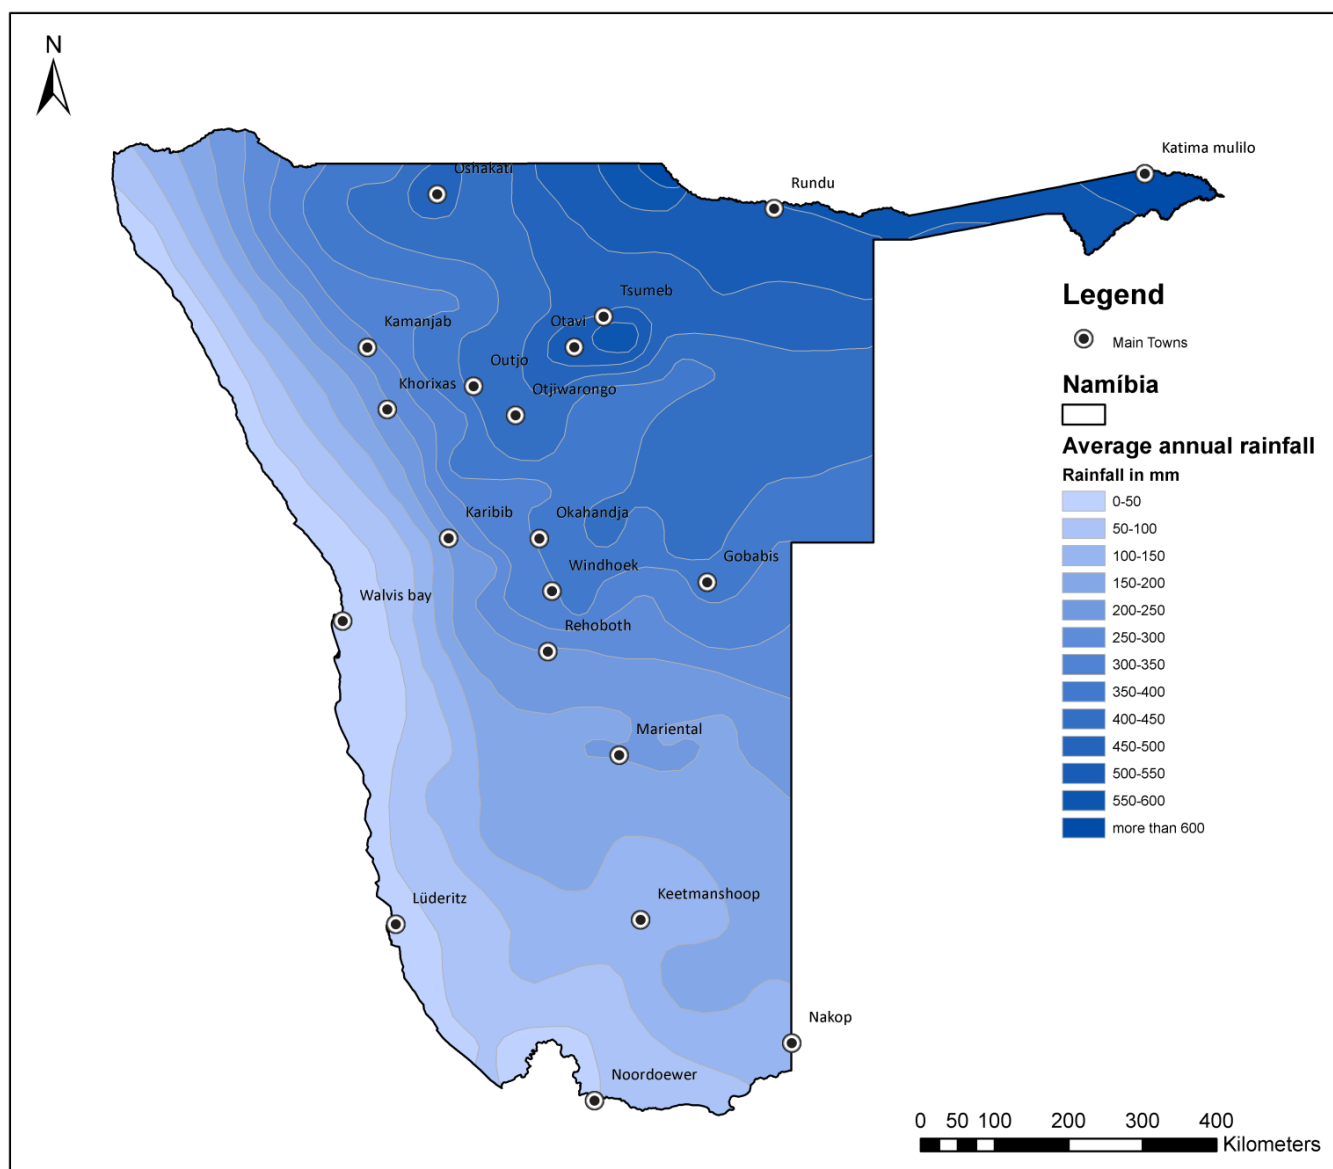 N
Katima mulilo
Oshakati
Rundu
Tsumeb
Kamanjab
Otavi
Outjo
Khorixas
Otjiwarongo
Karibib
Okahandja
Gobabis
Windhoek
Walvis bay
Rehoboth
Mariental
Keetmanshoop
Lüderitz
Nakop
Noordoewer
Legend
Main Towns
Namíbia
Average annual rainfall
Rainfall in mm
0-50
50-100
100-150
150-200
200-250
250-300
300-350
350-400
400-450
450-500
500-550
550-600
more than 600
0 50 100 200 300 400
Kilometers